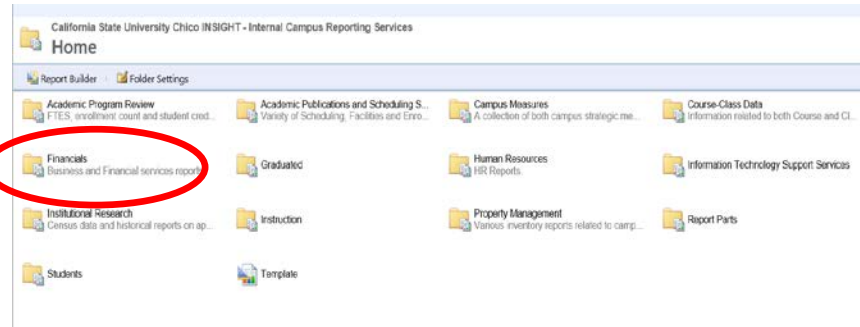 California State University Chico INSIGHT - Internal Campus Reporting Services
Home
Report Builder Folder Settings
Academic Program Review
FTES, enrollment count and student cred...
Academic Publications and Scheduling S...
Variety of Scheduling, Facilities and Enro...
Campus Measures
A collection of both campus strategic me...
Course-Class Data
Information related to both Course and Cl...
Financials
Business and Financial services reports
Graduated
Human Resources
HR Reports
Information Technology Support Services
Institutional Research
Census data and historical reports on ap...
Instruction
Property Management
Various inventory reports related to camp...
Report Parts
Students
Template